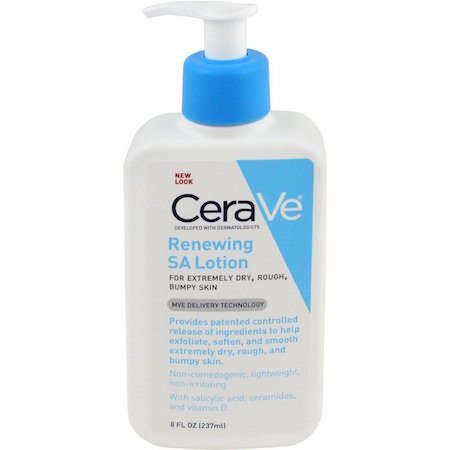 NEW
LOOK
CeraVe®
DEVELOPED WITH DERMATOLOGISTS
Renewing
SA Lotion
FOR EXTREMELY DRY, ROUGH,
BUMPY SKIN
MVE DELIVERY TECHNOLOGY
Provides patented controlled
release of ingredients to help
exfoliate, soften, and smooth
extremely dry, rough, and
bumpy skin.
Non-comedogenic, lightweight,
non-irritating
With salicylic acid, ceramides,
and vitamin D
8 FL OZ (237ml)